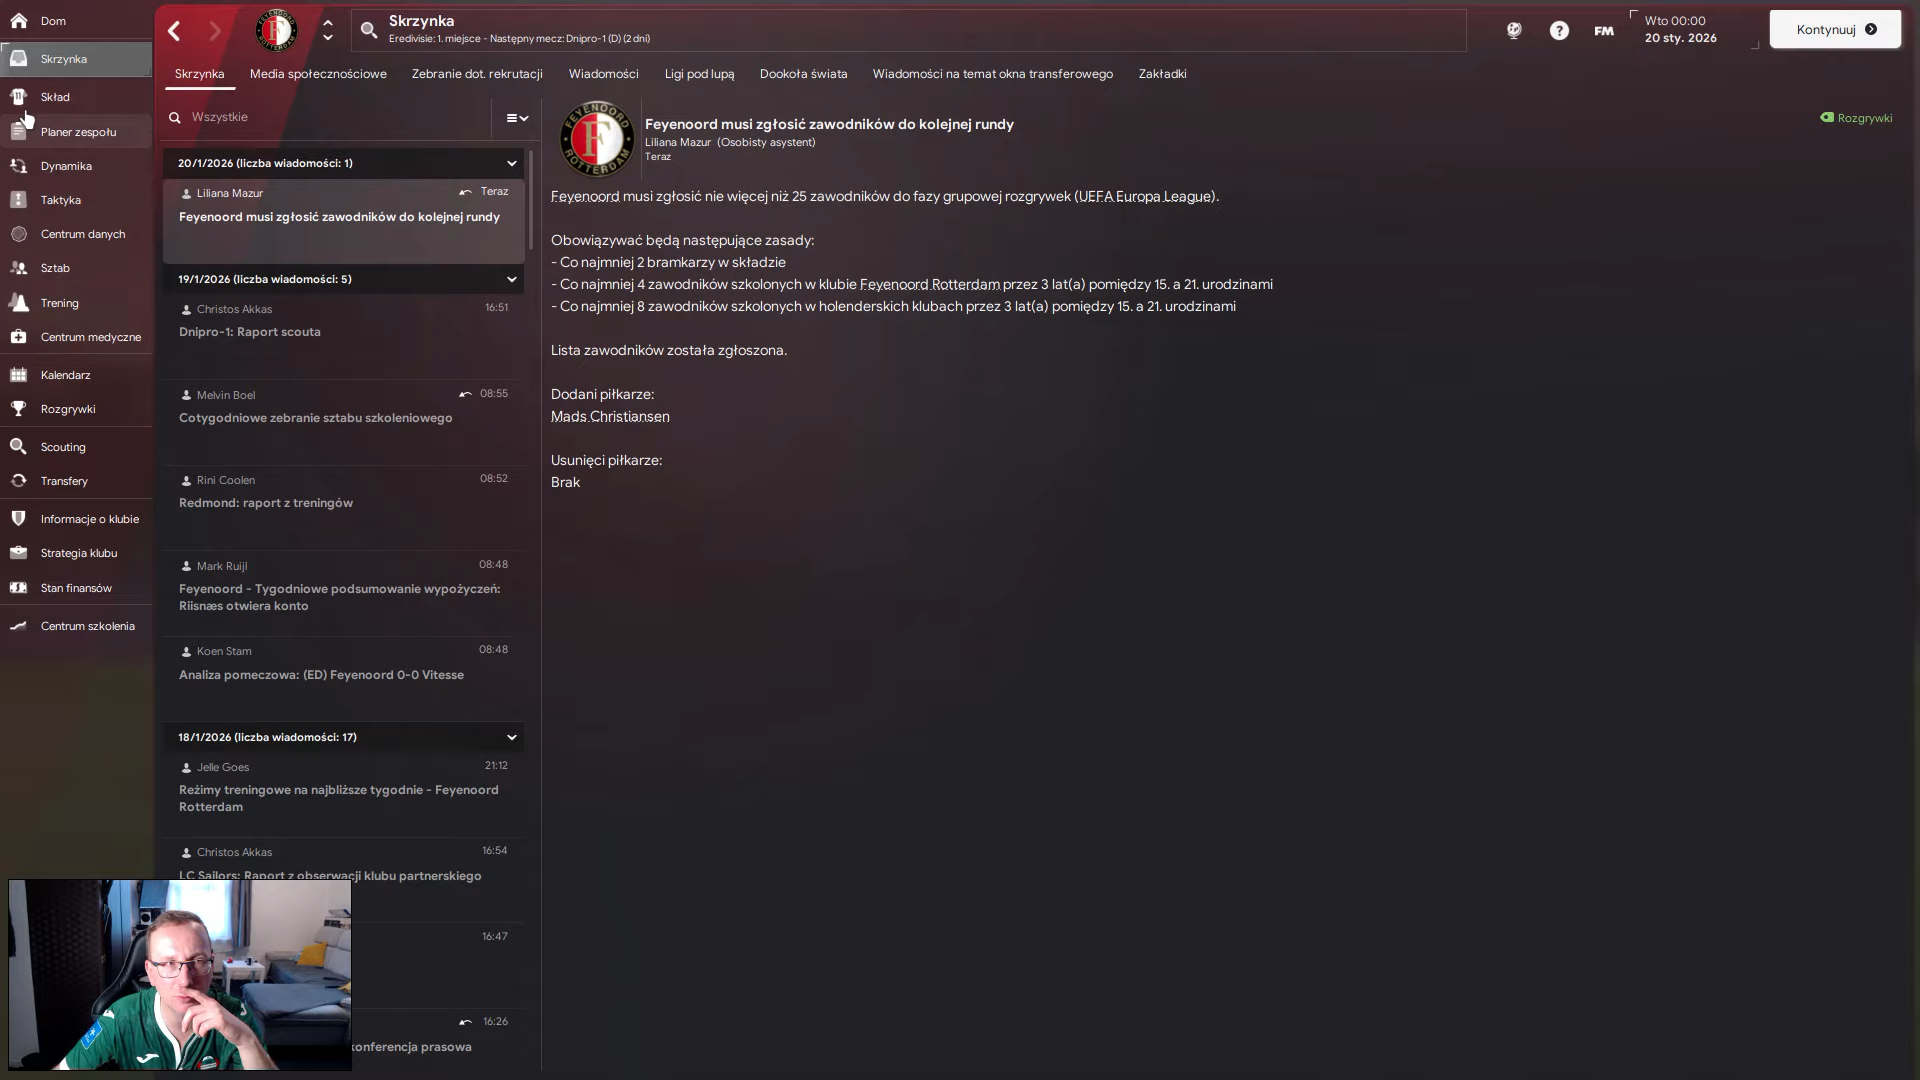 Dom
Skrzynka
Skład
Planer zespołu
Dynamika
Taktyka
Centrum danych
Sztab
Trening
Centrum medyczne
Kalendarz
Rozgrywki
Scouting
Transfery
Informacje o klubie
Strategia klubu
Stan finansów
Centrum szkolenia
Skrzynka
Eredivisie: 1. miejsce - Następny mecz: Dnipro-1 (D) (2 dni)
FM
Wto 00:00
20 sty. 2026
Kontynuuj
Skrzynka
Media społecznościowe
Zebranie dot. rekrutacji
Wiadomości
Ligi pod lupą
Dookoła świata
Wiadomości na temat okna transferowego
Zakładki
Wszystkie
20/1/2026 (liczba wiadomości: 1)
Liliana Mazur
Teraz
Feyenoord musi zgłosić zawodników do kolejnej rundy
19/1/2026 (liczba wiadomości: 5)
Christos Akkas
16:51
Dnipro-1: Raport scouta
Melvin Boel
08:55
Cotygodniowe zebranie sztabu szkoleniowego
Rini Coolen
08:52
Redmond: raport z treningów
Mark Ruijl
08:48
Feyenoord - Tygodniowe podsumowanie wypożyczeń:
Riisnæs otwiera konto
Koen Stam
08:48
Analiza pomeczowa: (ED) Feyenoord 0-0 Vitesse
18/1/2026 (liczba wiadomości: 17)
Jelle Goes
21:12
Reżimy treningowe na najbliższe tygodnie - Feyenoord
Rotterdam
Christos Akkas
16:54
LC Sailors: Raport z obserwacji klubu partnerskiego
16:47
16:26
konferencja prasowa
FEYENOORD
ROTTERDAM
Feyenoord musi zgłosić zawodników do kolejnej rundy
Liliana Mazur (Osobisty asystent)
Teraz
Rozgrywki
Feyenoord musi zgłosić nie więcej niż 25 zawodników do fazy grupowej rozgrywek (UEFA Europa League).
Obowiązywać będą następujące zasady:
- Co najmniej 2 bramkarzy w składzie
- Co najmniej 4 zawodników szkolonych w klubie Feyenoord Rotterdam przez 3 lat(a) pomiędzy 15. a 21. urodzinami
- Co najmniej 8 zawodników szkolonych w holenderskich klubach przez 3 lat(a) pomiędzy 15. a 21. urodzinami
Lista zawodników została zgłoszona.
Dodani piłkarze:
Mads Christiansen
Usunięci piłkarze:
Brak